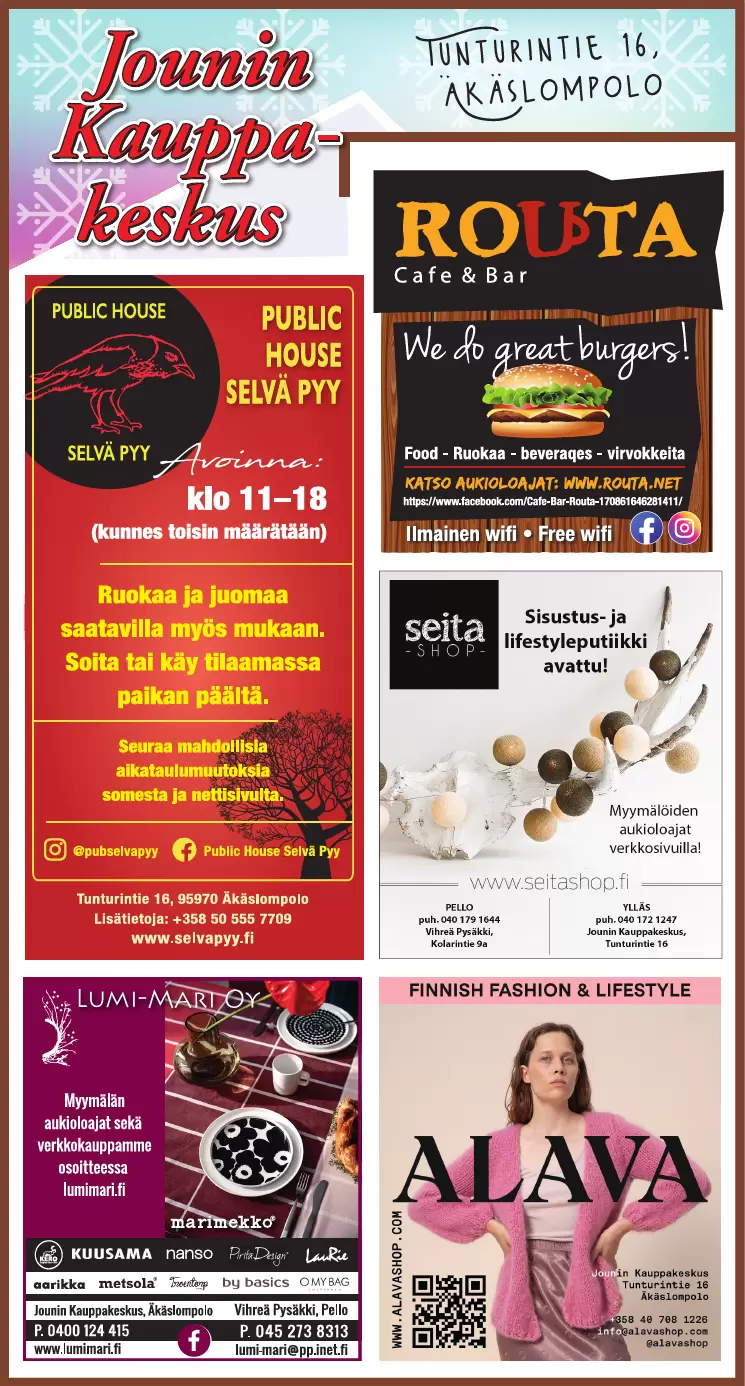 Jounin
Kauppa-
keskus
TUNTURINTIE 16,
ÄKÄSLOMPOLO
PUBLIC HOUSE
SELVÄ PYY
PUBLIC
HOUSE
SELVÄ PYY
Avoinna:
klo 11–18
(kunnes toisin määrätään)
Ruokaa ja juomaa
saatavilla myös mukaan.
Soita tai käy tilaamassa
paikan päältä.
Seuraa mahdollisia
aikataulumuutoksia
somesta ja nettisivulta.
@pubselvapyy Public House Selvä Pyy
Tunturintie 16, 95970 Äkäslompolo
Lisätietoja: +358 50 555 7709
www.selvapyy.fi
ROUTA
Cafe & Bar
We do great burgers!
Food - Ruokaa - beveraqes - virvokkeita
KATSO AUKIOLOAJAT: WWW.ROUTA.NET
https://www.facebook.com/Cafe-Bar-Routa-170861646281411/
Ilmainen wifi • Free wifi
seita
- SHOP -
Sisustus- ja
lifestyleputiikki
avattu!
Myymälöiden
aukioloajat
verkkosivuilla!
www.seitashop.fi
PELLO
puh. 040 179 1644
Vihreä Pysäkki,
Kolarintie 9a
YLLÄS
puh. 040 172 1247
Jounin Kauppakeskus,
Tunturintie 16
LUMI-MARI OY
Myymälän
aukioloajat sekä
verkkokauppamme
osoitteessa
lumimari.fi
marimekko®
KERO KUUSAMA nanso Pirita Design LauRie
aarikka metsola by basics O MY BAG
Jounin Kauppakeskus, Äkäslompolo Vihreä Pysäkki, Pello
P. 0400 124 415 P. 045 273 8313
www.lumimari.fi lumi-mari@pp.inet.fi
FINNISH FASHION & LIFESTYLE
ALAVA
WWW.ALAVASHOP.COM
Jounin Kauppakeskus
Tunturintie 16
Äkäslompolo
+358 40 708 1226
info@alavashop.com
@alavashop